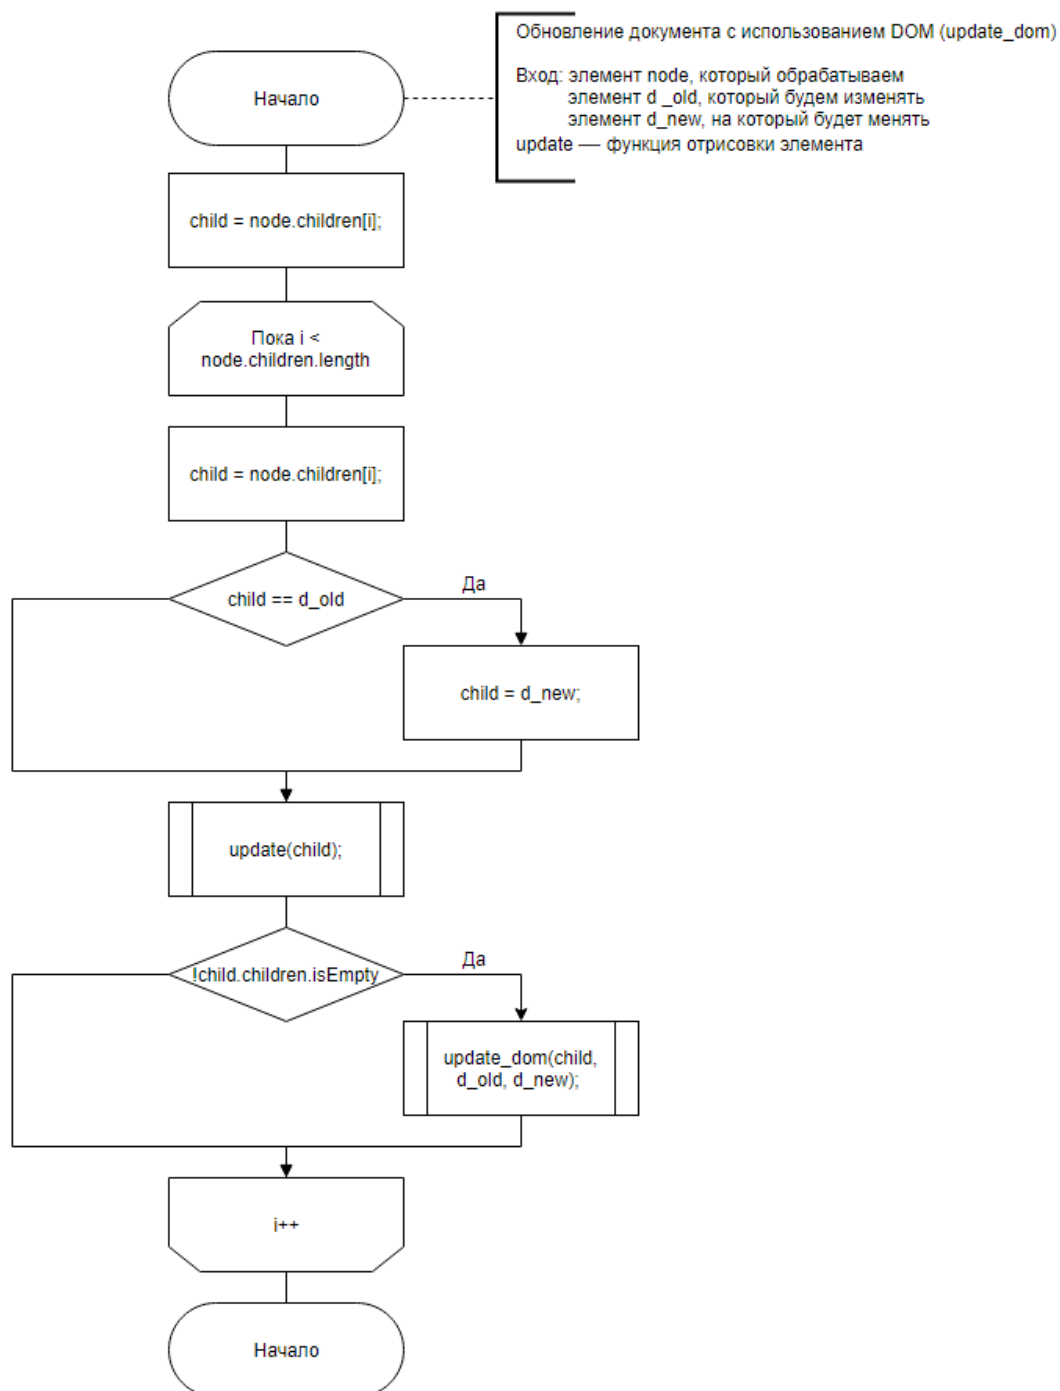 Обновление документа с использованием DOM (update_dom)
Вход: элемент node, который обрабатываем
элемент d _old, который будем изменять
элемент d_new, на который будет менять
update — функция отрисовки элемента
Начало
child = node.children[i];
Пока i <
node.children.length
child = node.children[i];
child == d_old
Да
child = d_new;
update(child);
!child.children.isEmpty
Да
update_dom(child,
d_old, d_new);
i++
Начало